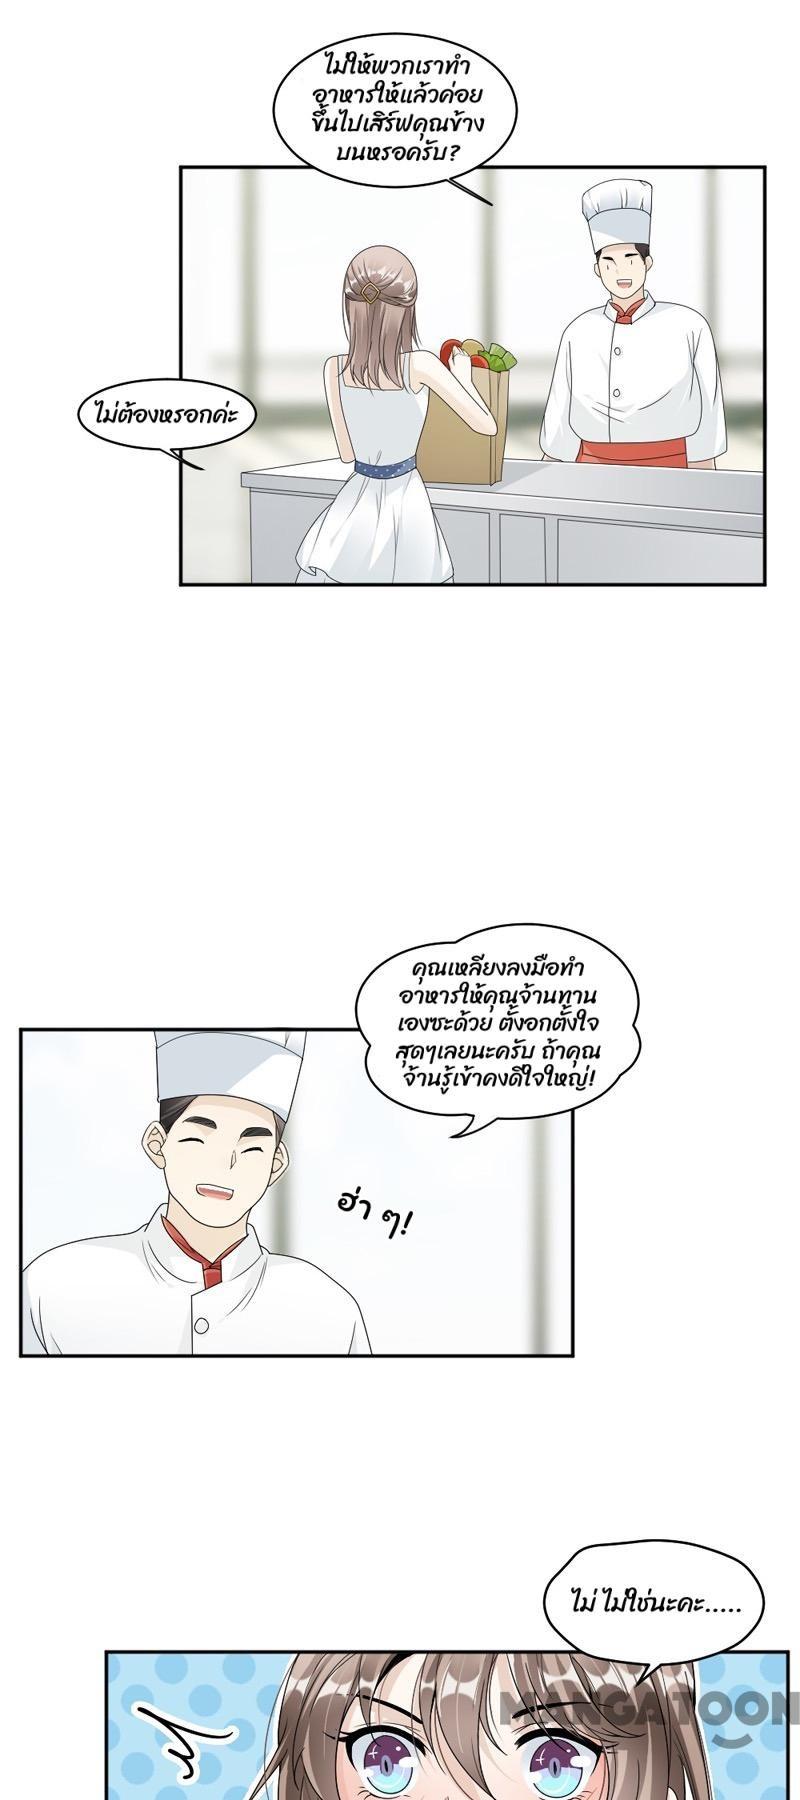 ไม่ให้พวกเราทำ
อาหารให้แล้วค่อย
ขึ้นไปเสิร์ฟคุณข้าง
บนหรอครับ?
ไม่ต้องหรอกค่ะ
คุณเหลียงลงมือทำ
อาหารให้คุณจ้านทาน
เองซะด้วย ตั้งอกตั้งใจ
สุดๆเลยนะครับ ถ้าคุณ
จ้านรู้เข้าคงดีใจใหญ่!
ฮ่า ๆ!
ไม่ ไม่ใช่นะคะ.....
MANGATOON